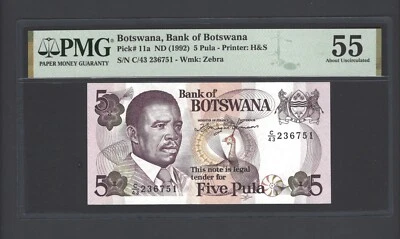 PMG
PAPER MONEY GUARANTY
Botswana, Bank of Botswana
Pick# 11a ND (1992) 5 Pula - Printer: H&S
S/N C/43 236751 - Wmk: Zebra
55
About Uncirculated
5
Bank of
BOTSWANA
C/43 236751
This note is legal
tender for
5
C/43 236751
Five Pula
5